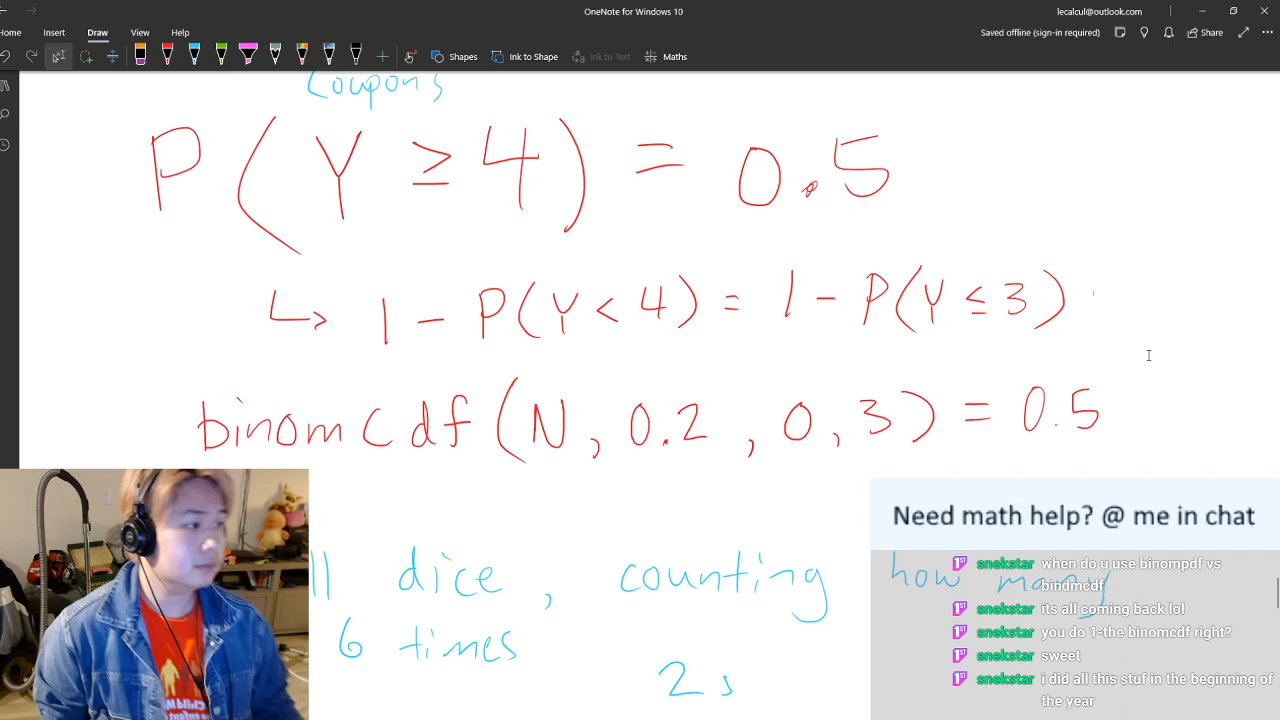 OneNote for Windows 10
lecalcul@outlook.com
Home Insert Draw View Help
Saved offline (sign-in required)
Share
Shapes
Ink to Shape
Ink to Text
Maths
Coupons
P(Y ≥ 4) = 0.5
↳ 1 - P(Y < 4) = 1 - P(Y ≤ 3)
binomcdf(N, 0.2, 0, 3) = 0.5
ll dice, counting how many
6 times
2s
Need math help? @ me in chat
snekstar when do u use binompdf vs
bindmcdf
snekstar its all coming back lol
snekstar you do 1-the binomcdf right?
snekstar sweet
snekstar i did all this stuf in the beginning of
the year